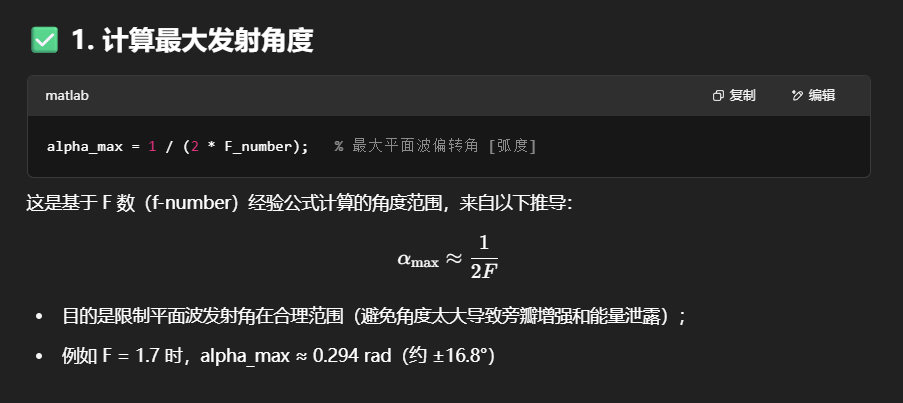 ✅ 1. 计算最大发射角度
matlab 复制 编辑
alpha_max = 1 / (2 * F_number); % 最大平面波偏转角 [弧度]
这是基于 F 数（f-number）经验公式计算的角度范围，来自以下推导：
α_max ≈ 1/2F
• 目的是限制平面波发射角在合理范围（避免角度太大导致旁瓣增强和能量泄露）；
• 例如 F = 1.7 时，alpha_max ≈ 0.294 rad（约 ±16.8°）